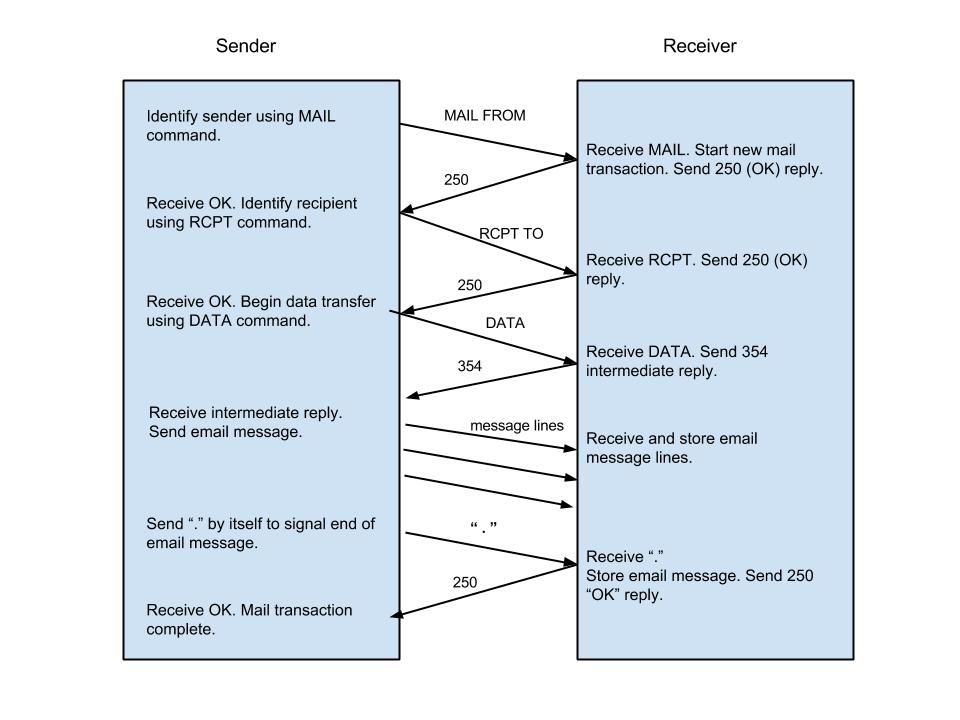 Sender
Receiver
Identify sender using MAIL
command.
MAIL FROM
Receive MAIL. Start new mail
transaction. Send 250 (OK) reply.
250
Receive OK. Identify recipient
using RCPT command.
RCPT TO
Receive RCPT. Send 250 (OK)
reply.
250
Receive OK. Begin data transfer
using DATA command.
DATA
Receive DATA. Send 354
intermediate reply.
354
Receive intermediate reply.
Send email message.
message lines
Receive and store email
message lines.
Send “.” by itself to signal end of
email message.
“.”
Receive “.”
Store email message. Send 250
“OK” reply.
250
Receive OK. Mail transaction
complete.